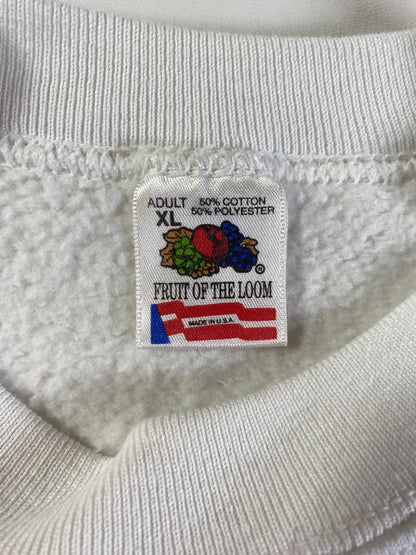 ADULT 50% COTTON
XL 50% POLYESTER
®
FRUIT OF THE LOOM
MADE IN U.S.A.